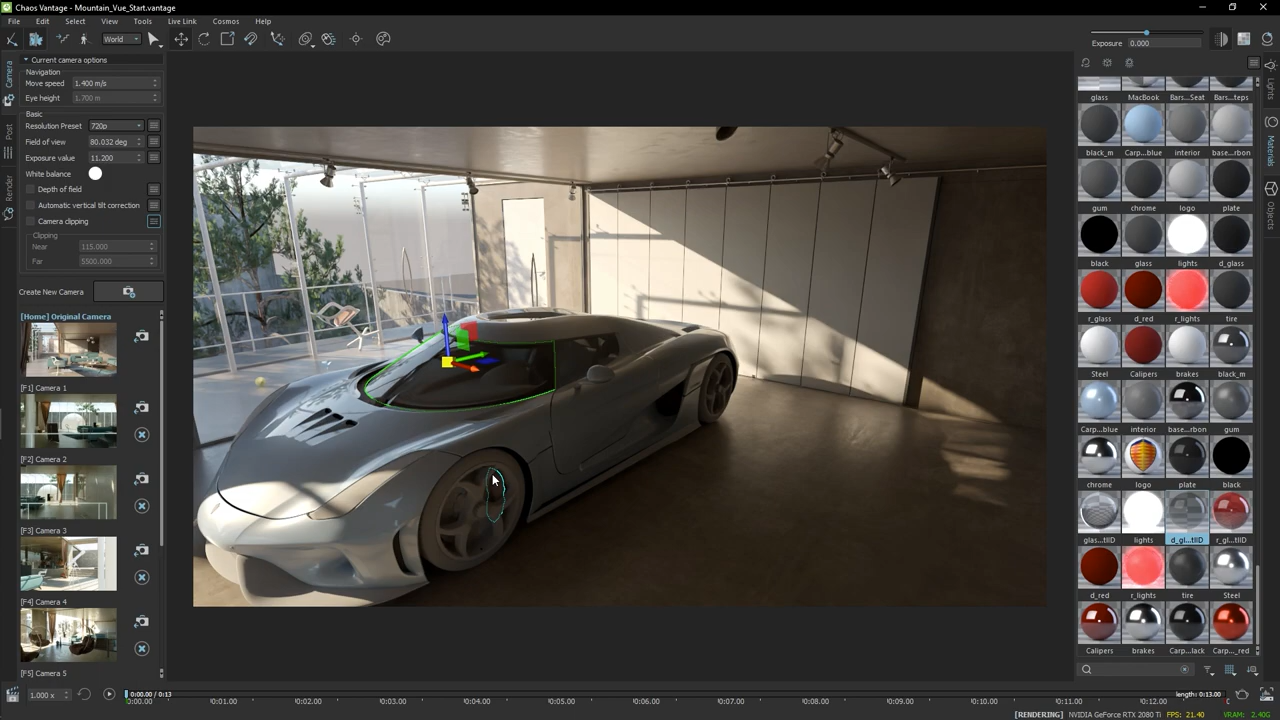 Chaos Vantage - Mountain_Vue_Start.vantage
File Edit Select View Tools Live Link Cosmos Help
World
Exposure 0.000
Camera
Post
Render
Current camera options
Navigation
Move speed 1.400 m/s
Eye height 1.700 m
Basic
Resolution Preset 720p
Field of view 80.032 deg
Exposure value 11.200
White balance
Depth of field
Automatic vertical tilt correction
Camera clipping
Clipping
Near 115.000
Far 5500.000
Create New Camera
[Home] Original Camera
[F1] Camera 1
[F2] Camera 2
[F3] Camera 3
[F4] Camera 4
[F5] Camera 5
glass MacBook Bars...Seat Bars...teps
black_m Carp...blue interior base...rbon
gum chrome logo plate
black glass lights d_glass
r_glass d_red r_lights tire
Steel Calipers brakes black_m
Carp...blue interior base...rbon gum
chrome logo plate black
glas...tlID lights d_gl...tlID r_gl...tlID
d_red r_lights tire Steel
Calipers brakes Carp...lack Carp..._red
Lights
Materials
Objects
1.000 x
0:00.00 / 0:13
length: 0:13.00
0:00.00 0:01.00 0:02.00 0:03.00 0:04.00 0:05.00 0:06.00 0:07.00 0:08.00 0:09.00 0:10.00 0:11.00 0:12.00
[RENDERING] NVIDIA GeForce RTX 2080 Ti FPS: 21.40 VRAM: 2.40G